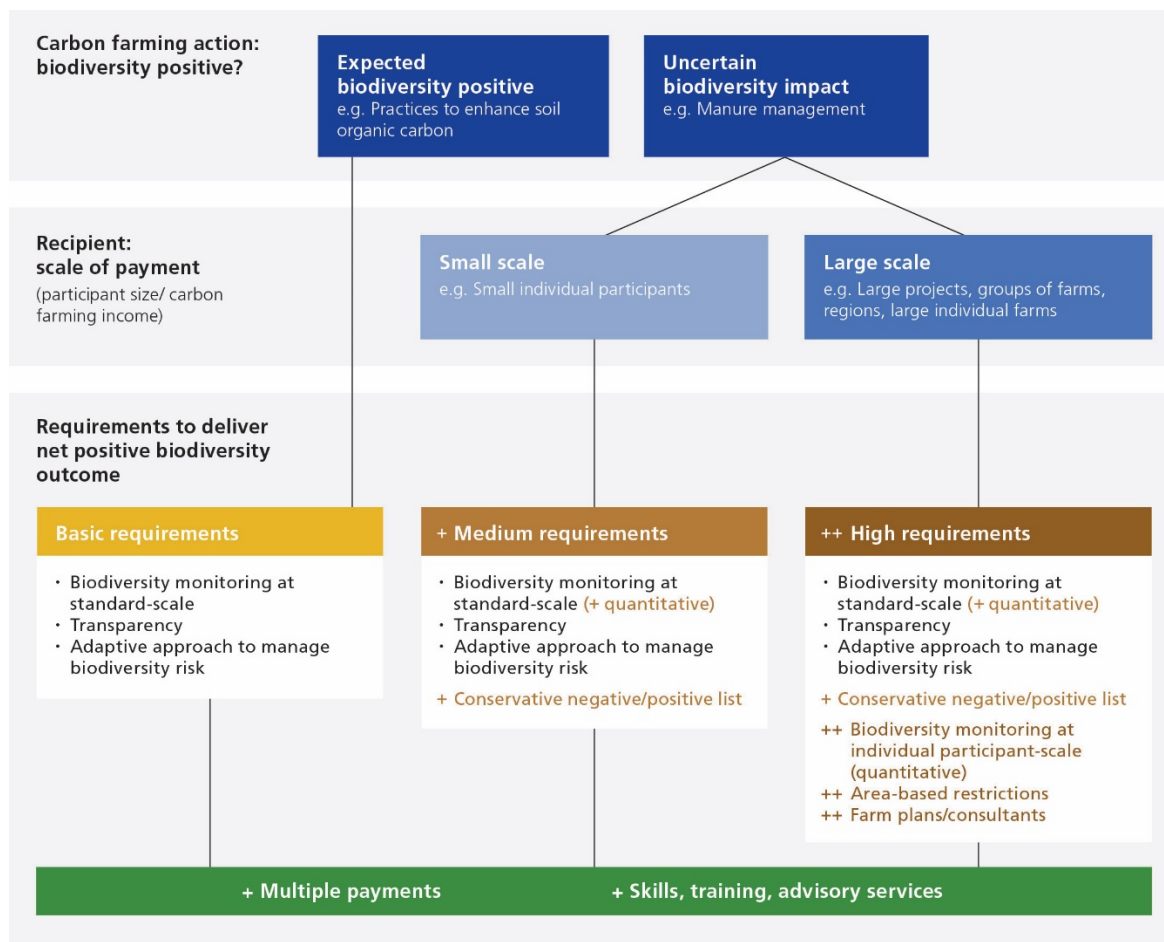 Carbon farming action:
biodiversity positive?
Expected
biodiversity positive
e.g. Practices to enhance soil
organic carbon
Uncertain
biodiversity impact
e.g. Manure management
Recipient:
scale of payment
(participant size/ carbon
farming income)
Small scale
e.g. Small individual participants
Large scale
e.g. Large projects, groups of farms,
regions, large individual farms
Requirements to deliver
net positive biodiversity
outcome
Basic requirements
· Biodiversity monitoring at
standard-scale
· Transparency
· Adaptive approach to manage
biodiversity risk
+ Medium requirements
· Biodiversity monitoring at
standard-scale (+ quantitative)
· Transparency
· Adaptive approach to manage
biodiversity risk
+ Conservative negative/positive list
++ High requirements
· Biodiversity monitoring at
standard-scale (+ quantitative)
· Transparency
· Adaptive approach to manage
biodiversity risk
+ Conservative negative/positive list
++ Biodiversity monitoring at
individual participant-scale
(quantitative)
++ Area-based restrictions
++ Farm plans/consultants
+ Multiple payments
+ Skills, training, advisory services